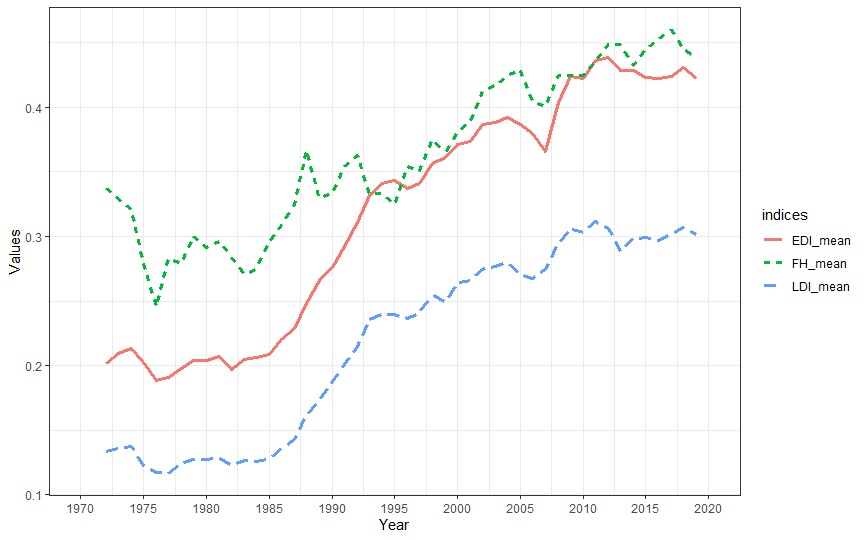 Values
0.4
0.3
0.2
0.1
1970 1975 1980 1985 1990 1995 2000 2005 2010 2015 2020
Year
indices
EDI_mean
FH_mean
LDI_mean